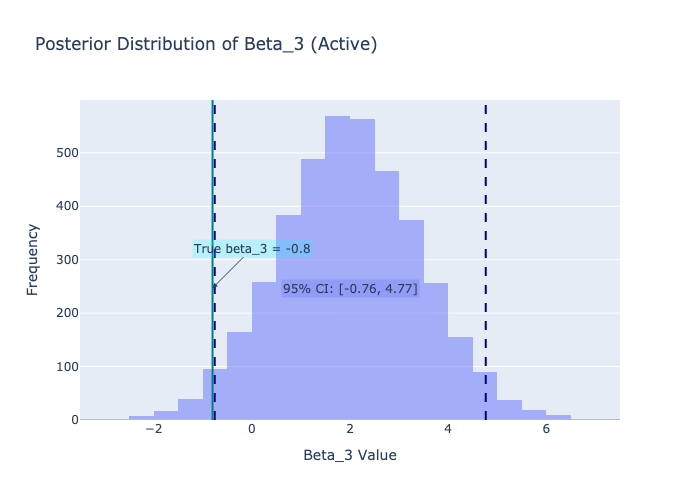 Posterior Distribution of Beta_3 (Active)
500
400
300
200
100
0
Frequency
True beta_3 = -0.8
95% CI: [-0.76, 4.77]
−2
0
2
4
6
Beta_3 Value